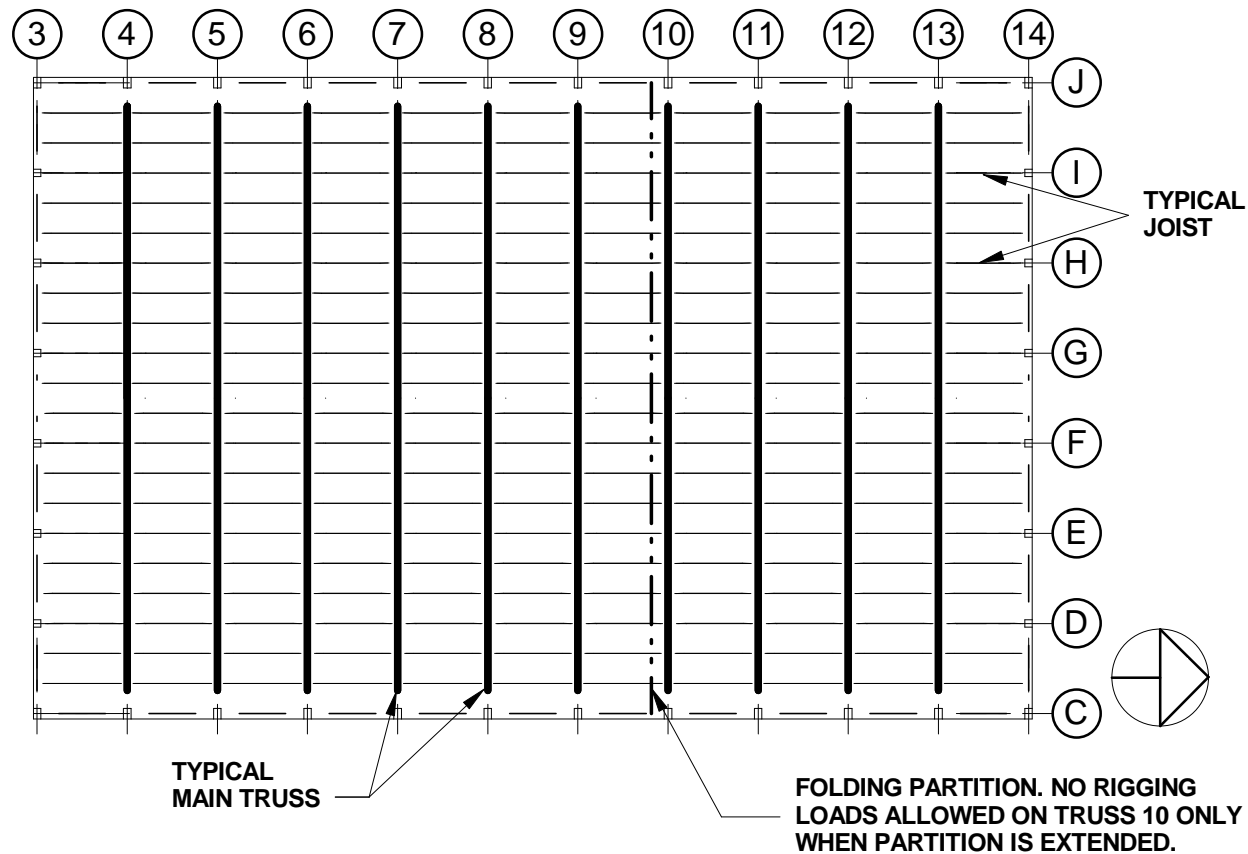 3 4 5 6 7 8 9 10 11 12 13 14
J
I
TYPICAL
JOIST
H
G
F
E
D
C
TYPICAL
MAIN TRUSS
FOLDING PARTITION. NO RIGGING
LOADS ALLOWED ON TRUSS 10 ONLY
WHEN PARTITION IS EXTENDED.